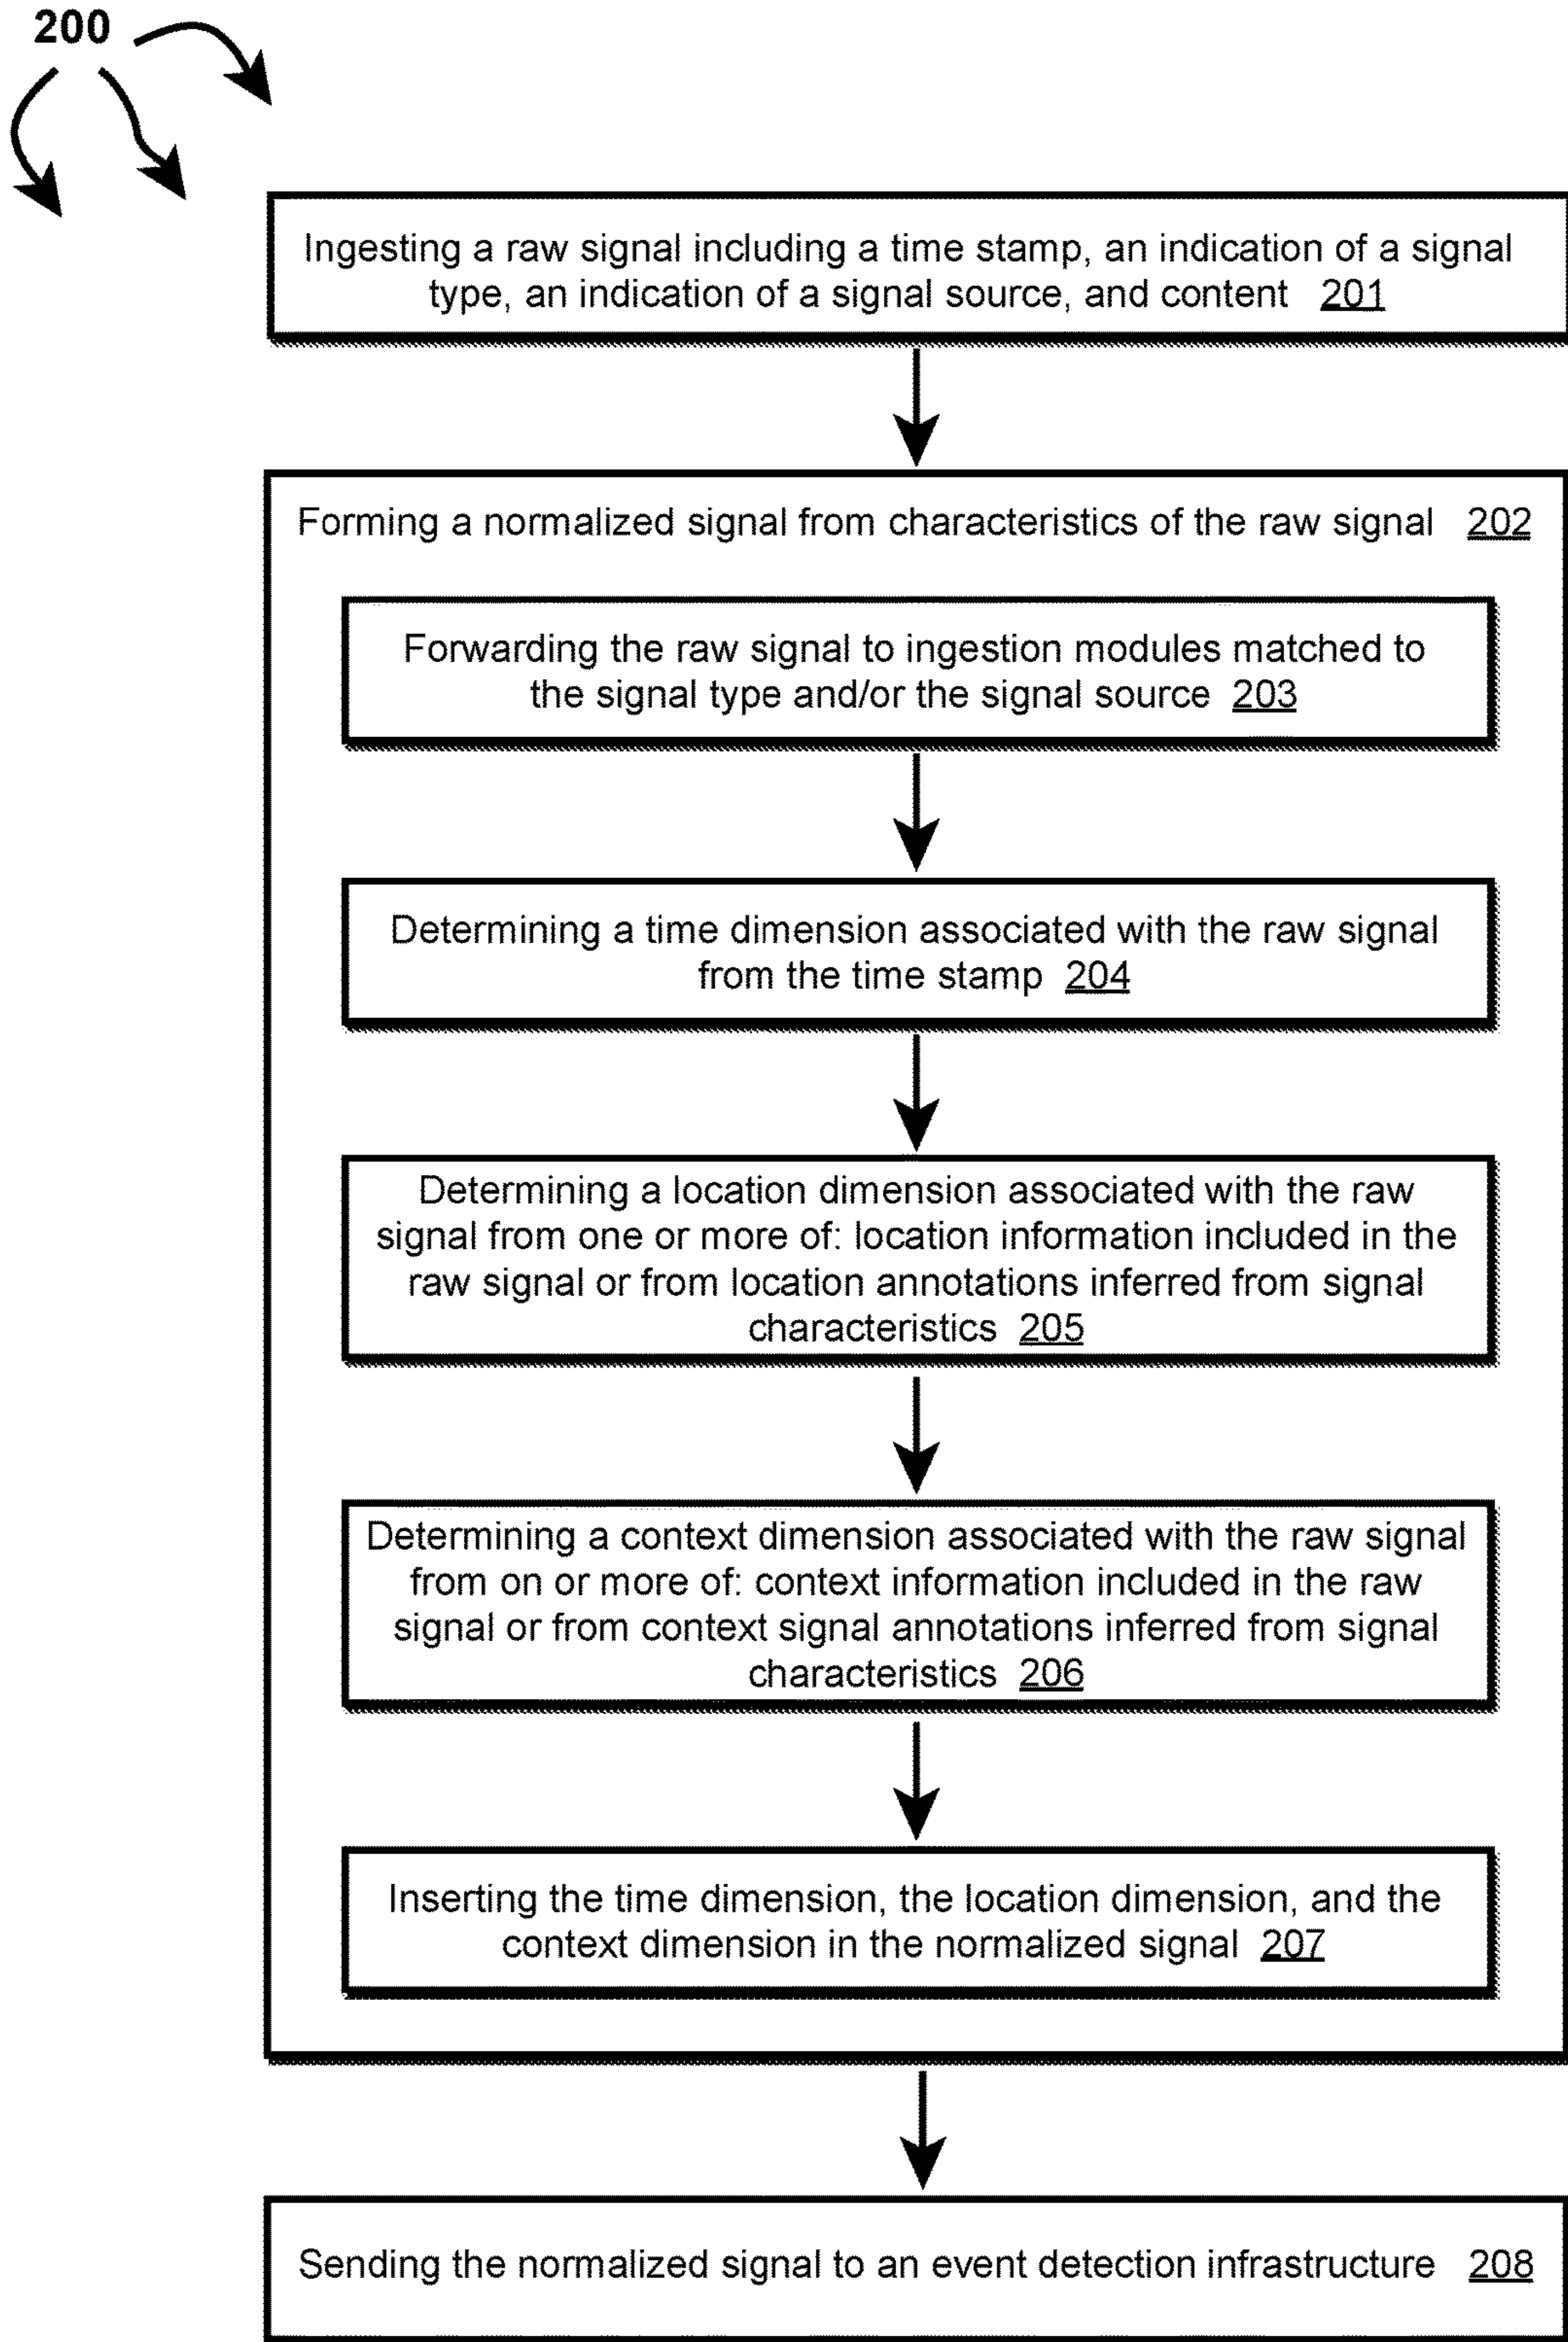 200
Ingesting a raw signal including a time stamp, an indication of a signal
type, an indication of a signal source, and content 201
Forming a normalized signal from characteristics of the raw signal 202
Forwarding the raw signal to ingestion modules matched to
the signal type and/or the signal source 203
Determining a time dimension associated with the raw signal
from the time stamp 204
Determining a location dimension associated with the raw
signal from one or more of: location information included in the
raw signal or from location annotations inferred from signal
characteristics 205
Determining a context dimension associated with the raw signal
from on or more of: context information included in the raw
signal or from context signal annotations inferred from signal
characteristics 206
Inserting the time dimension, the location dimension, and the
context dimension in the normalized signal 207
Sending the normalized signal to an event detection infrastructure 208